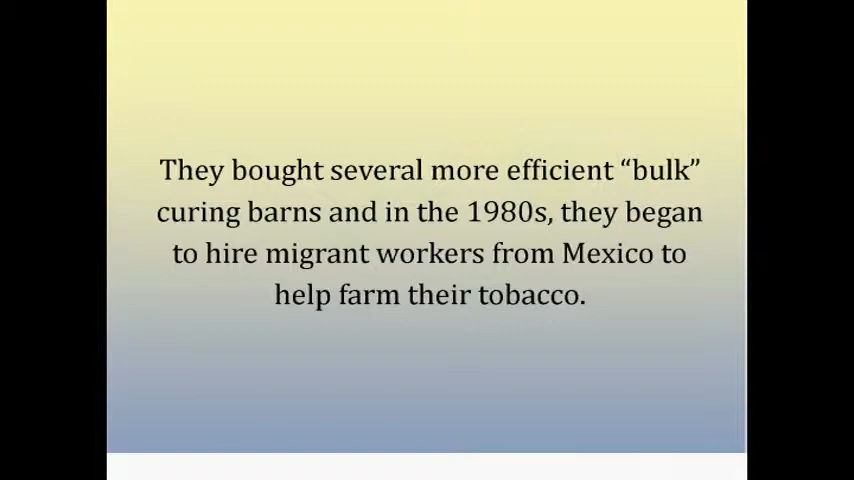 They bought several more efficient “bulk”
curing barns and in the 1980s, they began
to hire migrant workers from Mexico to
help farm their tobacco.